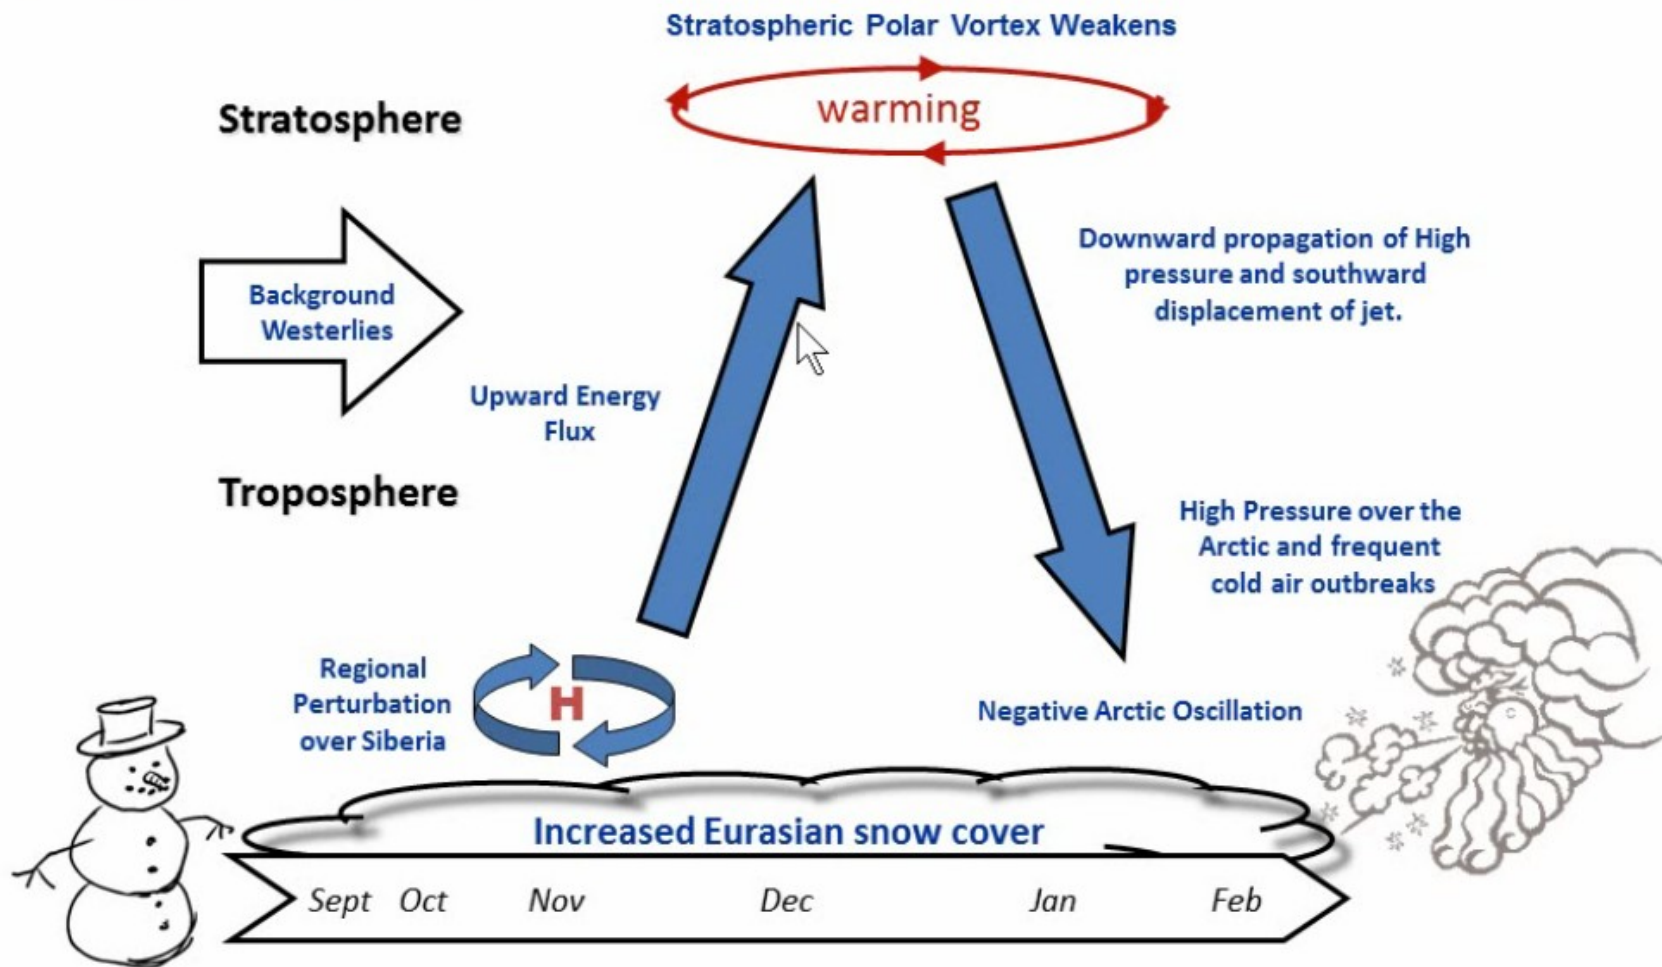 Stratospheric Polar Vortex Weakens
warming
Stratosphere
Background
Westerlies
Downward propagation of High
pressure and southward
displacement of jet.
Upward Energy
Flux
Troposphere
High Pressure over the
Arctic and frequent
cold air outbreaks
Regional
Perturbation
over Siberia
H
Negative Arctic Oscillation
Increased Eurasian snow cover
Sept Oct Nov Dec Jan Feb